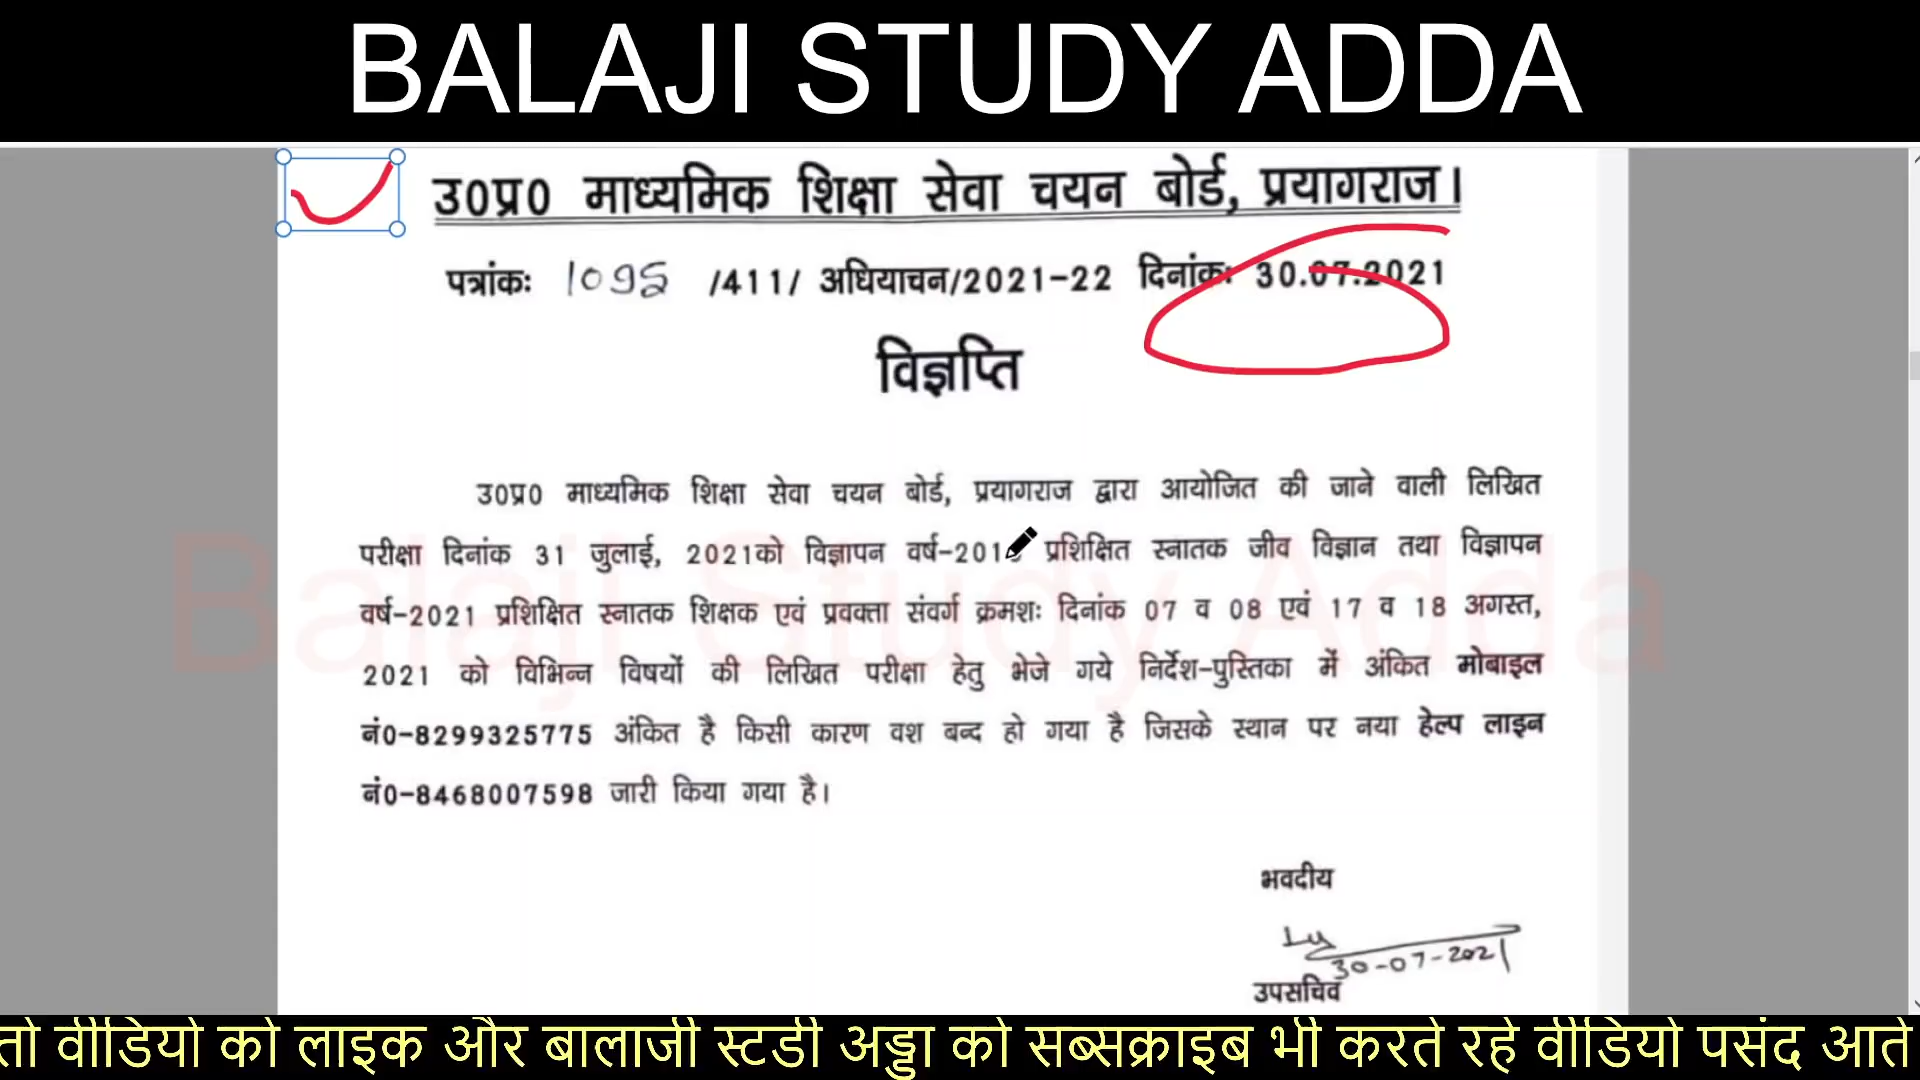 BALAJI STUDY ADDA
उ0प्र0 माध्यमिक शिक्षा सेवा चयन बोर्ड, प्रयागराज।
पत्रांकः 1095 /411/ अधियाचन/2021-22 दिनांकः 30.07.2021
विज्ञप्ति
उ0प्र0 माध्यमिक शिक्षा सेवा चयन बोर्ड, प्रयागराज द्वारा आयोजित की जाने वाली लिखित
परीक्षा दिनांक 31 जुलाई, 2021को विज्ञापन प्रशिक्षित स्नातक जीव विज्ञान तथा विज्ञापन
वर्ष-2021 प्रशिक्षित स्नातक शिक्षक एवं प्रवक्ता संवर्ग क्रमशः दिनांक 07 व 08 एवं 17 व 18 अगस्त,
2021 को विभिन्न विषयों की लिखित परीक्षा हेतु भेजे गये निर्देश-पुस्तिका में अंकित मोबाइल
नं0-8299325775 अंकित है किसी कारण वश बन्द हो गया है जिसके स्थान पर नया हेल्प लाइन
नं0-8468007598 जारी किया गया है।
Balaji Study Adda
भवदीय
30-07-2021
उपसचिव
तो वीडियो को लाइक और बालाजी स्टडी अड्डा को सब्सक्राइब भी करते रहे वीडियो पसंद आते